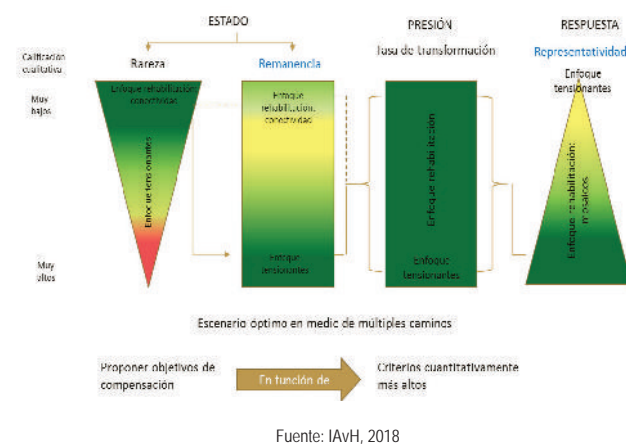 ESTADO
PRESIÓN
RESPUESTA
Calificación
cualitativa
Rareza
Remanencia
Tasa de transformación
Representatividad
Muy
bajos
Muy
altos
Enfoque rehabilitación
conectividad
Enfoque tensionantes
Enfoque
rehabilitación,
conectividad
Enfoque
tensionantes
Enfoque rehabilitación
Enfoque
tensionantes
Enfoque
tensionantes
Enfoque rehabilitación:
mosaicos
Escenario óptimo en medio de múltiples caminos
Proponer objetivos de
compensación
En función de
Criterios cuantitativamente
más altos
Fuente: IAvH, 2018